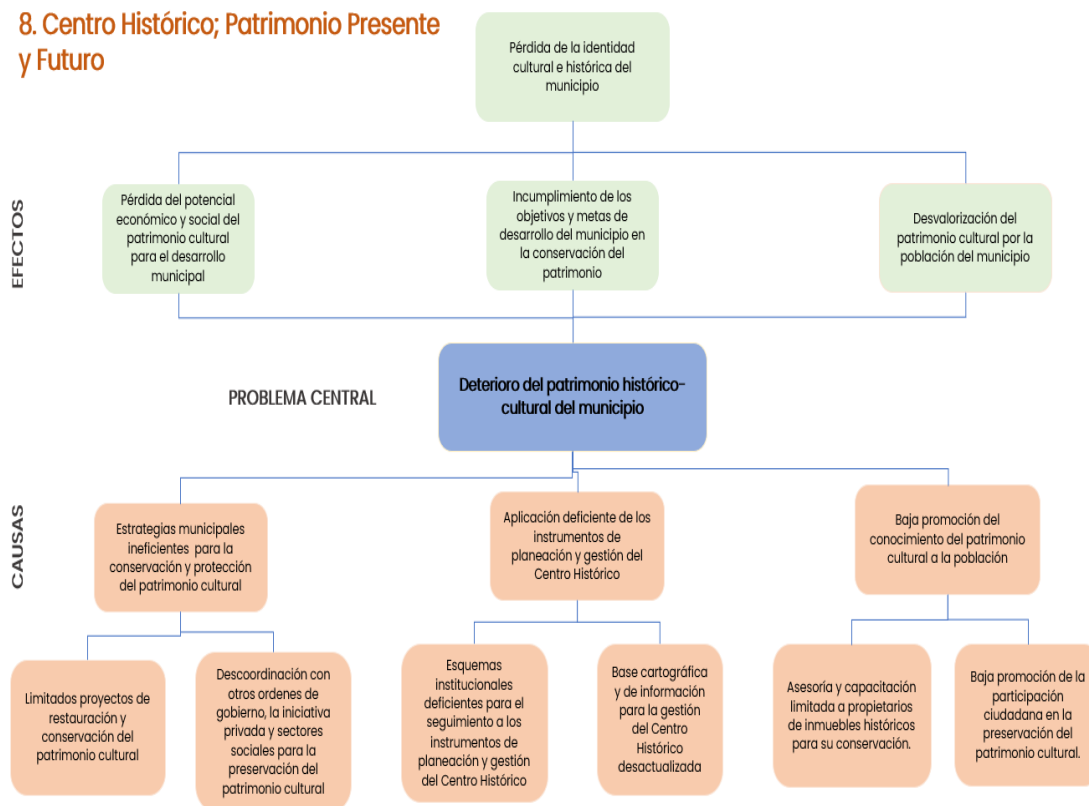 8. Centro Histórico; Patrimonio Presente
y Futuro
Pérdida de la identidad
cultural e histórica del
municipio
EFECTOS
Pérdida del potencial
económico y social del
patrimonio cultural
para el desarrollo
municipal
Incumplimiento de los
objetivos y metas de
desarrollo del municipio en
la conservación del
patrimonio
Desvalorización del
patrimonio cultural por la
población del municipio
PROBLEMA CENTRAL
Deterioro del patrimonio histórico-
cultural del municipio
CAUSAS
Estrategias municipales
ineficientes para la
conservación y protección
del patrimonio cultural
Aplicación deficiente de los
instrumentos de
planeación y gestión del
Centro Histórico
Baja promoción del
conocimiento del patrimonio
cultural a la población
Limitados proyectos de
restauración y
conservación del
patrimonio cultural
Descoordinación con
otros ordenes de
gobierno, la iniciativa
privada y sectores
sociales para la
preservación del
patrimonio cultural
Esquemas
institucionales
deficientes para el
seguimiento a los
instrumentos de
planeación y gestión
del Centro Histórico
Base cartográfica
y de información
para la gestión
del Centro
Histórico
desactualizada
Asesoría y capacitación
limitada a propietarios
de inmuebles históricos
para su conservación.
Baja promoción de la
participación
ciudadana en la
preservación del
patrimonio cultural.